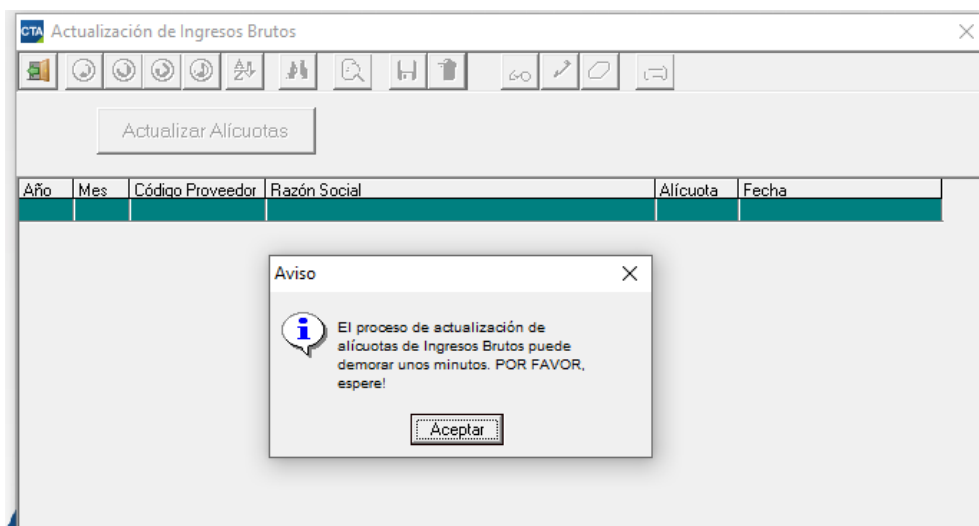 CTA Actualización de Ingresos Brutos
Actualizar Alícuotas
Año Mes Código Proveedor Razón Social Alícuota Fecha
Aviso
El proceso de actualización de
alícuotas de Ingresos Brutos puede
demorar unos minutos. POR FAVOR,
espere!
Aceptar